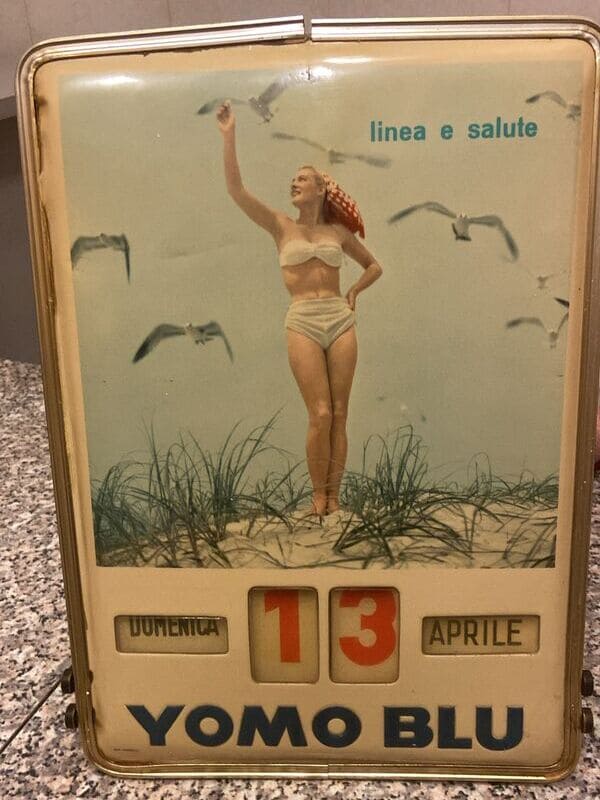 linea e salute
DOMENICA 13 APRILE
YOMO BLU